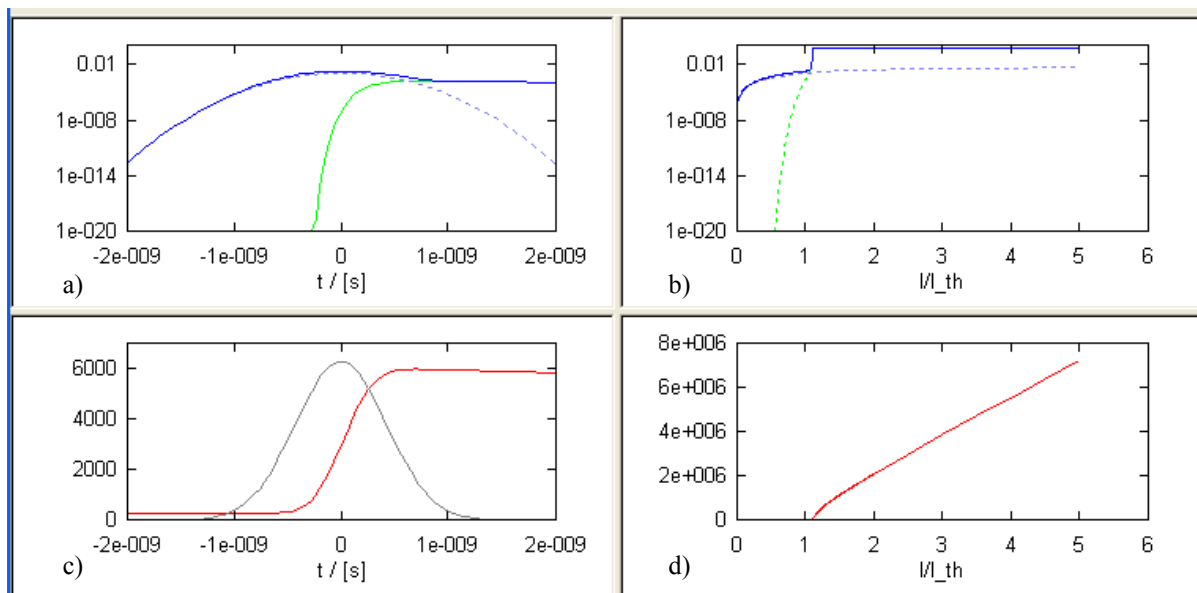 0.01
1e-008
1e-014
1e-020
-2e-009 -1e-009 0 1e-009 2e-009
a) t / [s]
0.01
1e-008
1e-014
1e-020
0 1 2 3 4 5 6
b) I/I_th
6000
4000
2000
0
-2e-009 -1e-009 0 1e-009 2e-009
c) t / [s]
8e+006
6e+006
4e+006
2e+006
0
0 1 2 3 4 5 6
d) I/I_th